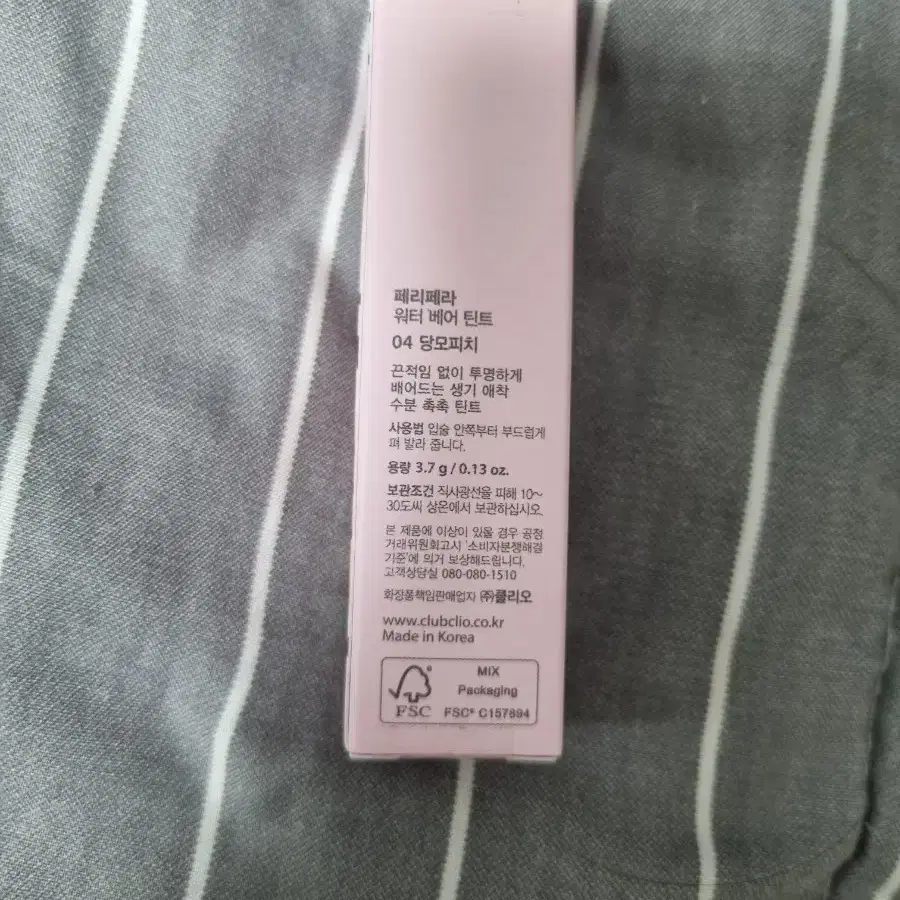 페리페라
워터 베어 틴트
04 당모피치
끈적임 없이 투명하게
배어드는 생기 애착
수분 촉촉 틴트
사용법 입술 안쪽부터 부드럽게
펴 발라 줍니다.
용량 3.7 g / 0.13 oz.
보관조건 직사광선을 피해 10~
30도씨 상온에서 보관하십시오.
본 제품에 이상이 있을 경우 공정
거래위원회고시 '소비자분쟁해결
기준'에 의거 보상해드립니다.
고객상담실 080-080-1510
화장품책임판매업자 ㈜클리오
www.clubclio.co.kr
Made in Korea
MIX
Packaging
FSC FSC® C157894